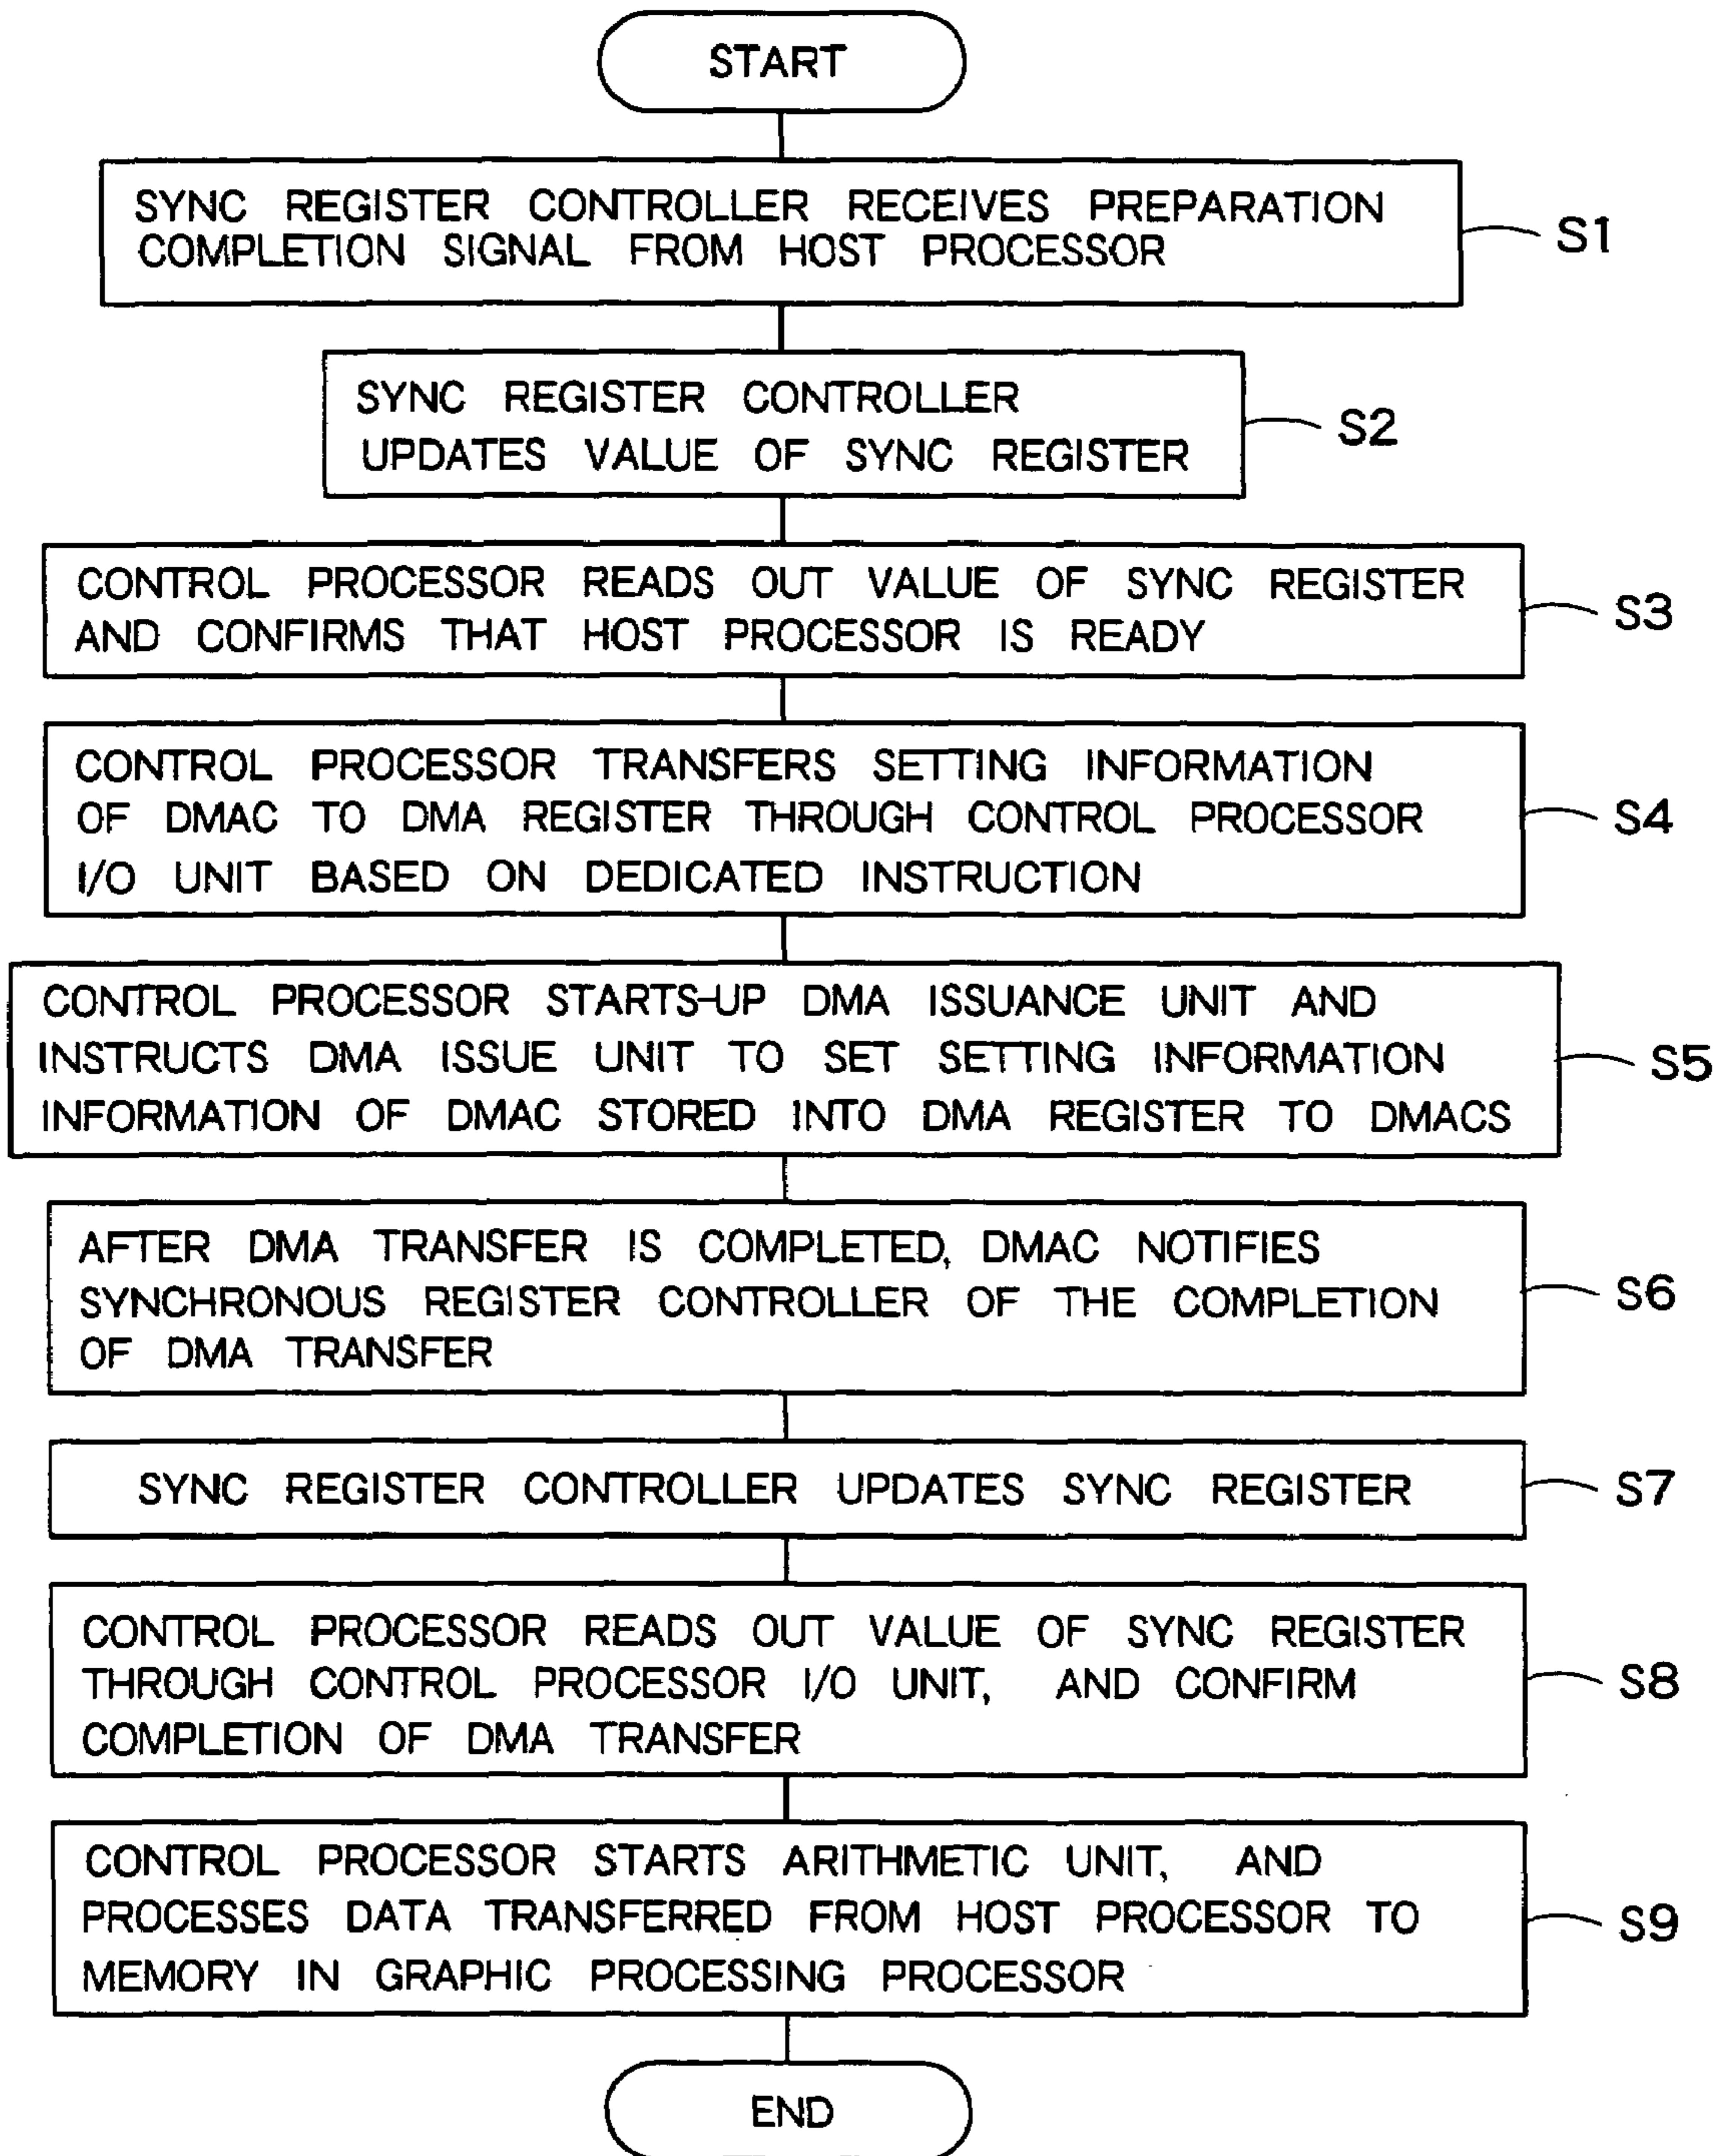 START
SYNC REGISTER CONTROLLER RECEIVES PREPARATION
COMPLETION SIGNAL FROM HOST PROCESSOR
S1
SYNC REGISTER CONTROLLER
UPDATES VALUE OF SYNC REGISTER
S2
CONTROL PROCESSOR READS OUT VALUE OF SYNC REGISTER
AND CONFIRMS THAT HOST PROCESSOR IS READY
S3
CONTROL PROCESSOR TRANSFERS SETTING INFORMATION
OF DMAC TO DMA REGISTER THROUGH CONTROL PROCESSOR
I/O UNIT BASED ON DEDICATED INSTRUCTION
S4
CONTROL PROCESSOR STARTS-UP DMA ISSUANCE UNIT AND
INSTRUCTS DMA ISSUE UNIT TO SET SETTING INFORMATION
INFORMATION OF DMAC STORED INTO DMA REGISTER TO DMACS
S5
AFTER DMA TRANSFER IS COMPLETED, DMAC NOTIFIES
SYNCHRONOUS REGISTER CONTROLLER OF THE COMPLETION
OF DMA TRANSFER
S6
SYNC REGISTER CONTROLLER UPDATES SYNC REGISTER
S7
CONTROL PROCESSOR READS OUT VALUE OF SYNC REGISTER
THROUGH CONTROL PROCESSOR I/O UNIT, AND CONFIRM
COMPLETION OF DMA TRANSFER
S8
CONTROL PROCESSOR STARTS ARITHMETIC UNIT, AND
PROCESSES DATA TRANSFERRED FROM HOST PROCESSOR TO
MEMORY IN GRAPHIC PROCESSING PROCESSOR
S9
END